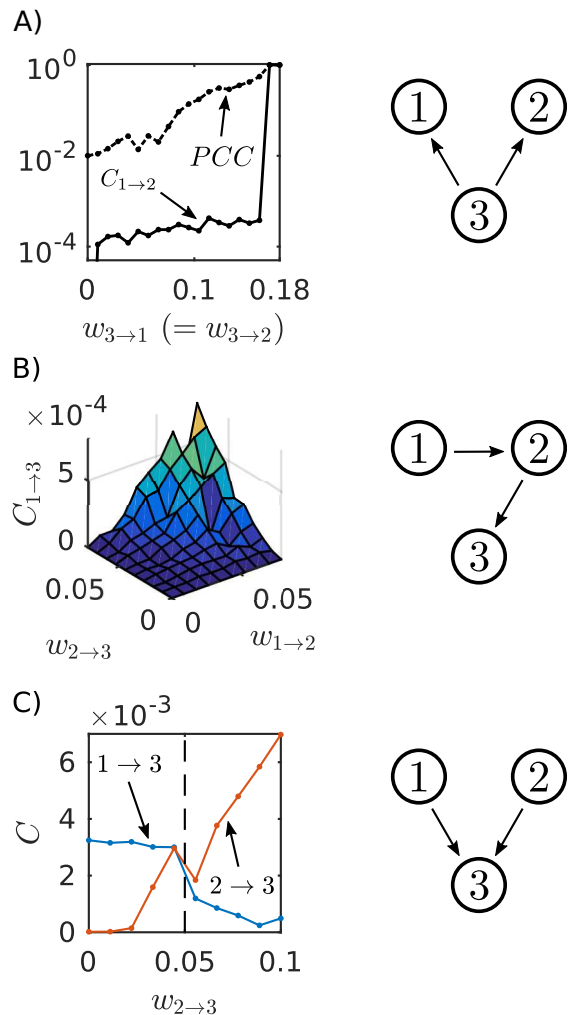 A)
10^0
10^-2
10^-4
PCC
C_{1→2}
0 0.1 0.18
w_{3→1} (= w_{3→2})
1 2
3
B)
×10^-4
5
0
C_{1→3}
0.05
0 0
0.05
w_{2→3}
w_{1→2}
1 2
3
C)
×10^-3
6
4
2
0
C
1 → 3
2 → 3
0 0.05 0.1
w_{2→3}
1 2
3